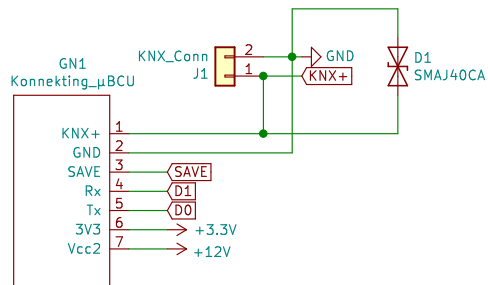 KNX_Conn
J1
2
1
GND
KNX+
D1
SMAJ40CA
GN1
Konnekting_µBCU
KNX+ 1
GND 2
SAVE 3 SAVE
Rx 4 D1
Tx 5 D0
3V3 6 +3.3V
Vcc2 7 +12V